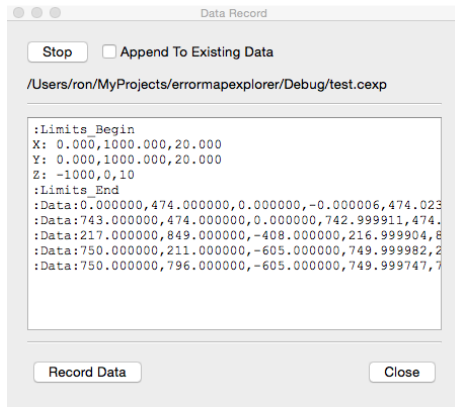 Data Record
Stop
Append To Existing Data
/Users/ron/MyProjects/errormapexplorer/Debug/test.cexp
:Limits_Begin
X: 0.000,1000.000,20.000
Y: 0.000,1000.000,20.000
Z: -1000,0,10
:Limits_End
:Data:0.000000,474.000000,0.000000,-0.000006,474.023
:Data:743.000000,474.000000,0.000000,742.999911,474.
:Data:217.000000,849.000000,-408.000000,216.999904,8
:Data:750.000000,211.000000,-605.000000,749.999982,2
:Data:750.000000,796.000000,-605.000000,749.999747,7
Record Data
Close